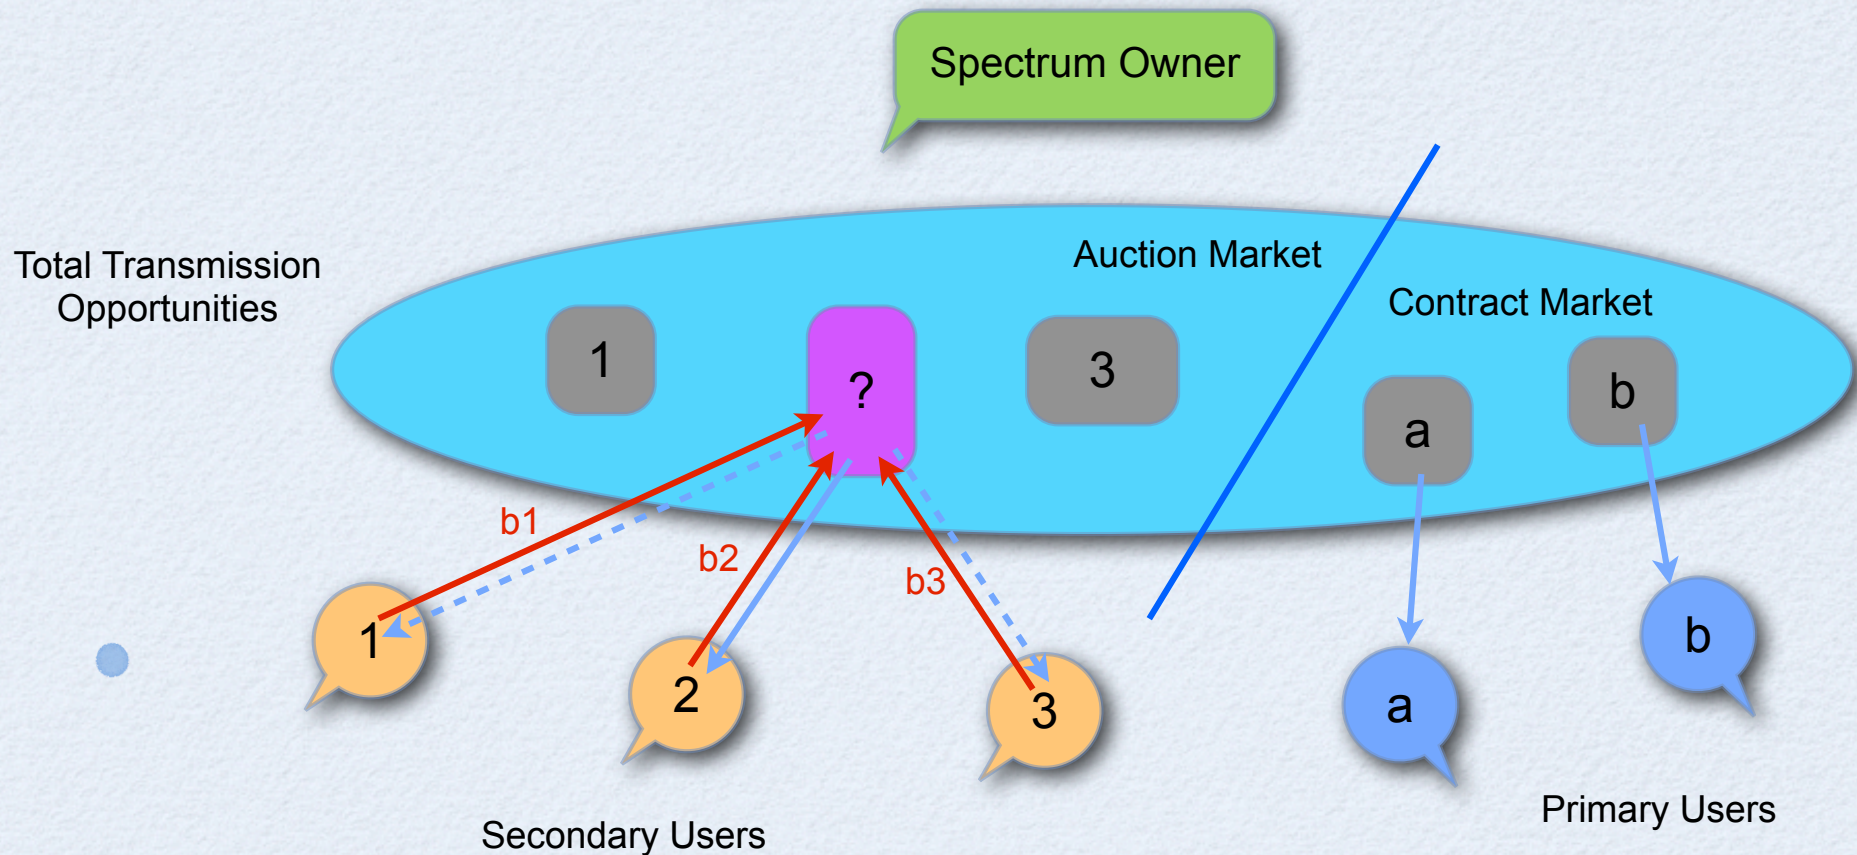 Spectrum Owner
Total Transmission
Opportunities
Auction Market
Contract Market
1
?
3
a
b
b1
b2
b3
1
2
3
a
b
Secondary Users
Primary Users